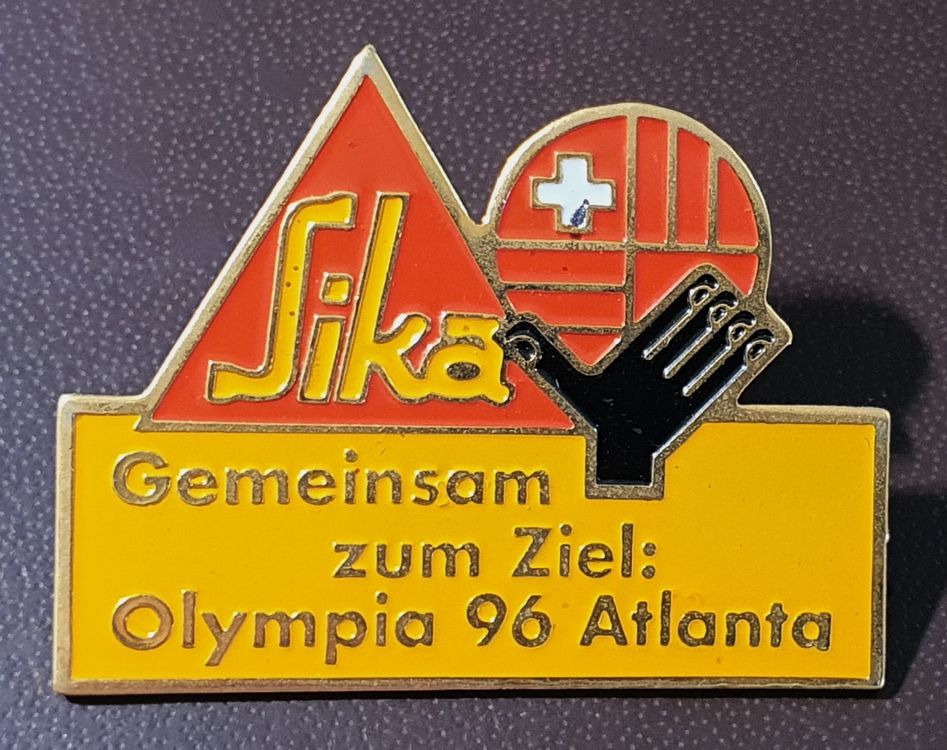 Sika
Gemeinsam
zum Ziel:
Olympia 96 Atlanta